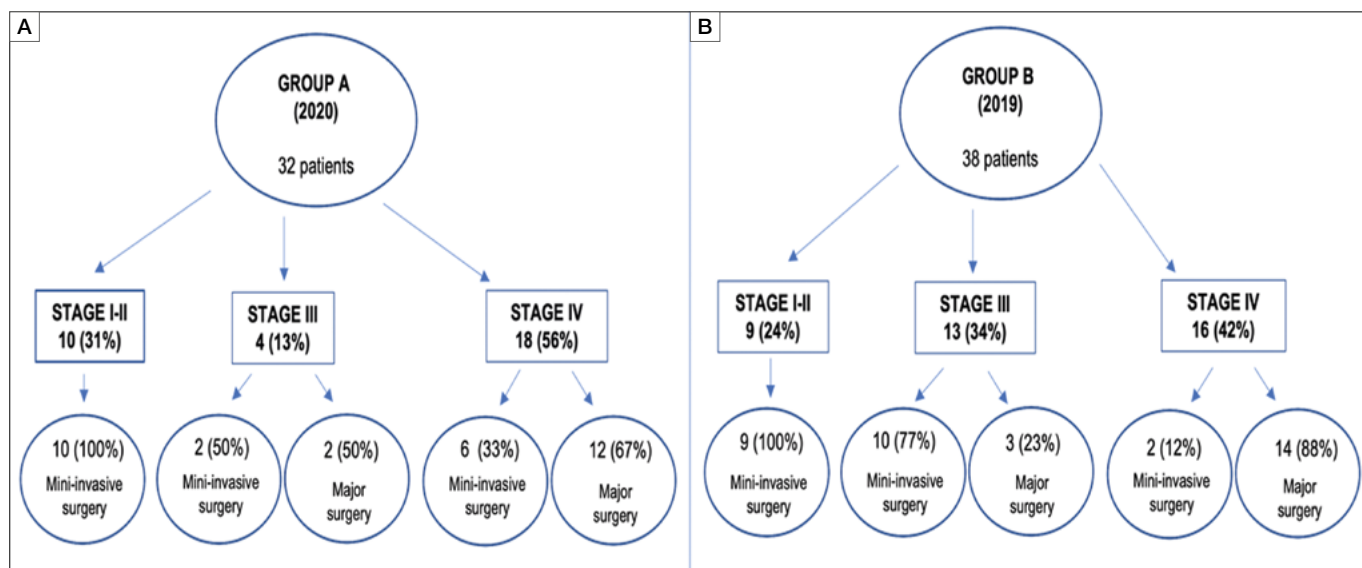 A
GROUP A
(2020)
32 patients
STAGE I-II
10 (31%)
STAGE III
4 (13%)
STAGE IV
18 (56%)
10 (100%)
Mini-invasive
surgery
2 (50%)
Mini-invasive
surgery
2 (50%)
Major
surgery
6 (33%)
Mini-invasive
surgery
12 (67%)
Major
surgery
B
GROUP B
(2019)
38 patients
STAGE I-II
9 (24%)
STAGE III
13 (34%)
STAGE IV
16 (42%)
9 (100%)
Mini-invasive
surgery
10 (77%)
Mini-invasive
surgery
3 (23%)
Major
surgery
2 (12%)
Mini-invasive
surgery
14 (88%)
Major
surgery